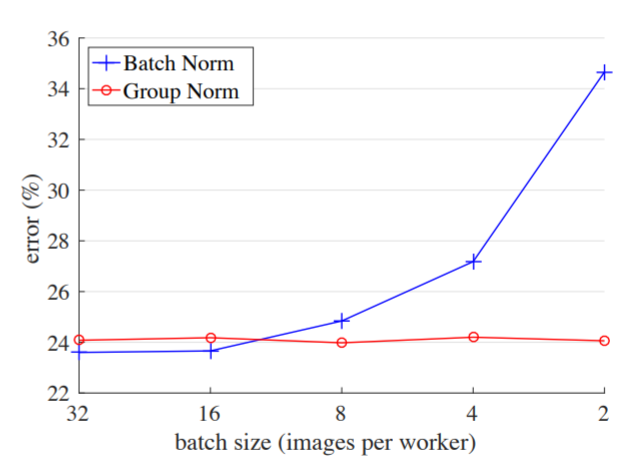 36
34
32
30
28
26
24
22
error (%)
Batch Norm
Group Norm
32 16 8 4 2
batch size (images per worker)